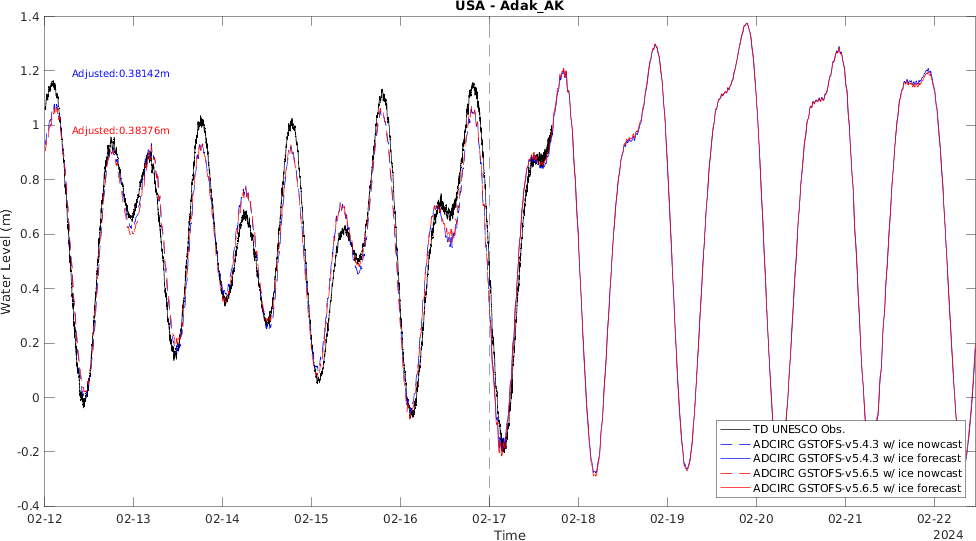 USA - Adak_AK
1.4
1.2
1
0.8
0.6
0.4
0.2
0
-0.2
-0.4
Water Level (m)
Adjusted:0.38142m
Adjusted:0.38376m
TD UNESCO Obs.
ADCIRC GSTOFS-v5.4.3 w/ ice nowcast
ADCIRC GSTOFS-v5.4.3 w/ ice forecast
ADCIRC GSTOFS-v5.6.5 w/ ice nowcast
ADCIRC GSTOFS-v5.6.5 w/ ice forecast
02-12 02-13 02-14 02-15 02-16 02-17 02-18 02-19 02-20 02-21 02-22
Time
2024